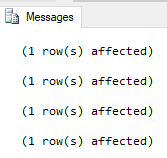 Messages
(1 row(s) affected)
(1 row(s) affected)
(1 row(s) affected)
(1 row(s) affected)